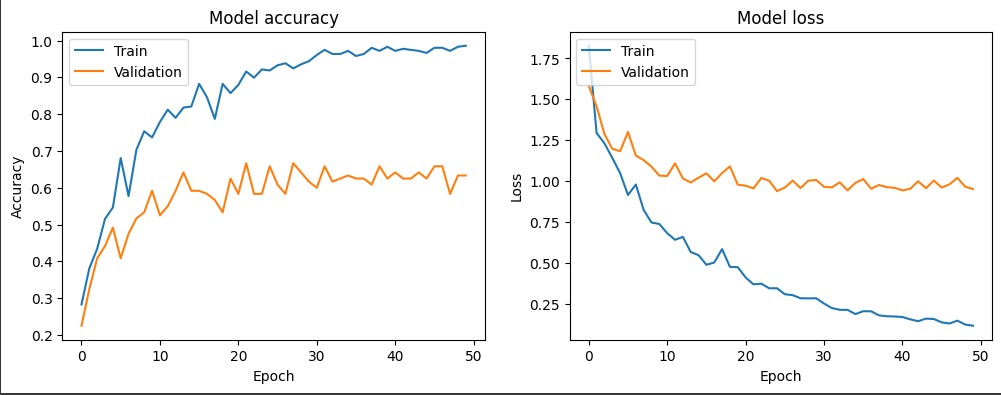 Model accuracy
Train
Validation
1.0
0.9
0.8
0.7
0.6
0.5
0.4
0.3
0.2
Accuracy
0 10 20 30 40 50
Epoch
Model loss
Train
Validation
1.75
1.50
1.25
1.00
0.75
0.50
0.25
Loss
0 10 20 30 40 50
Epoch